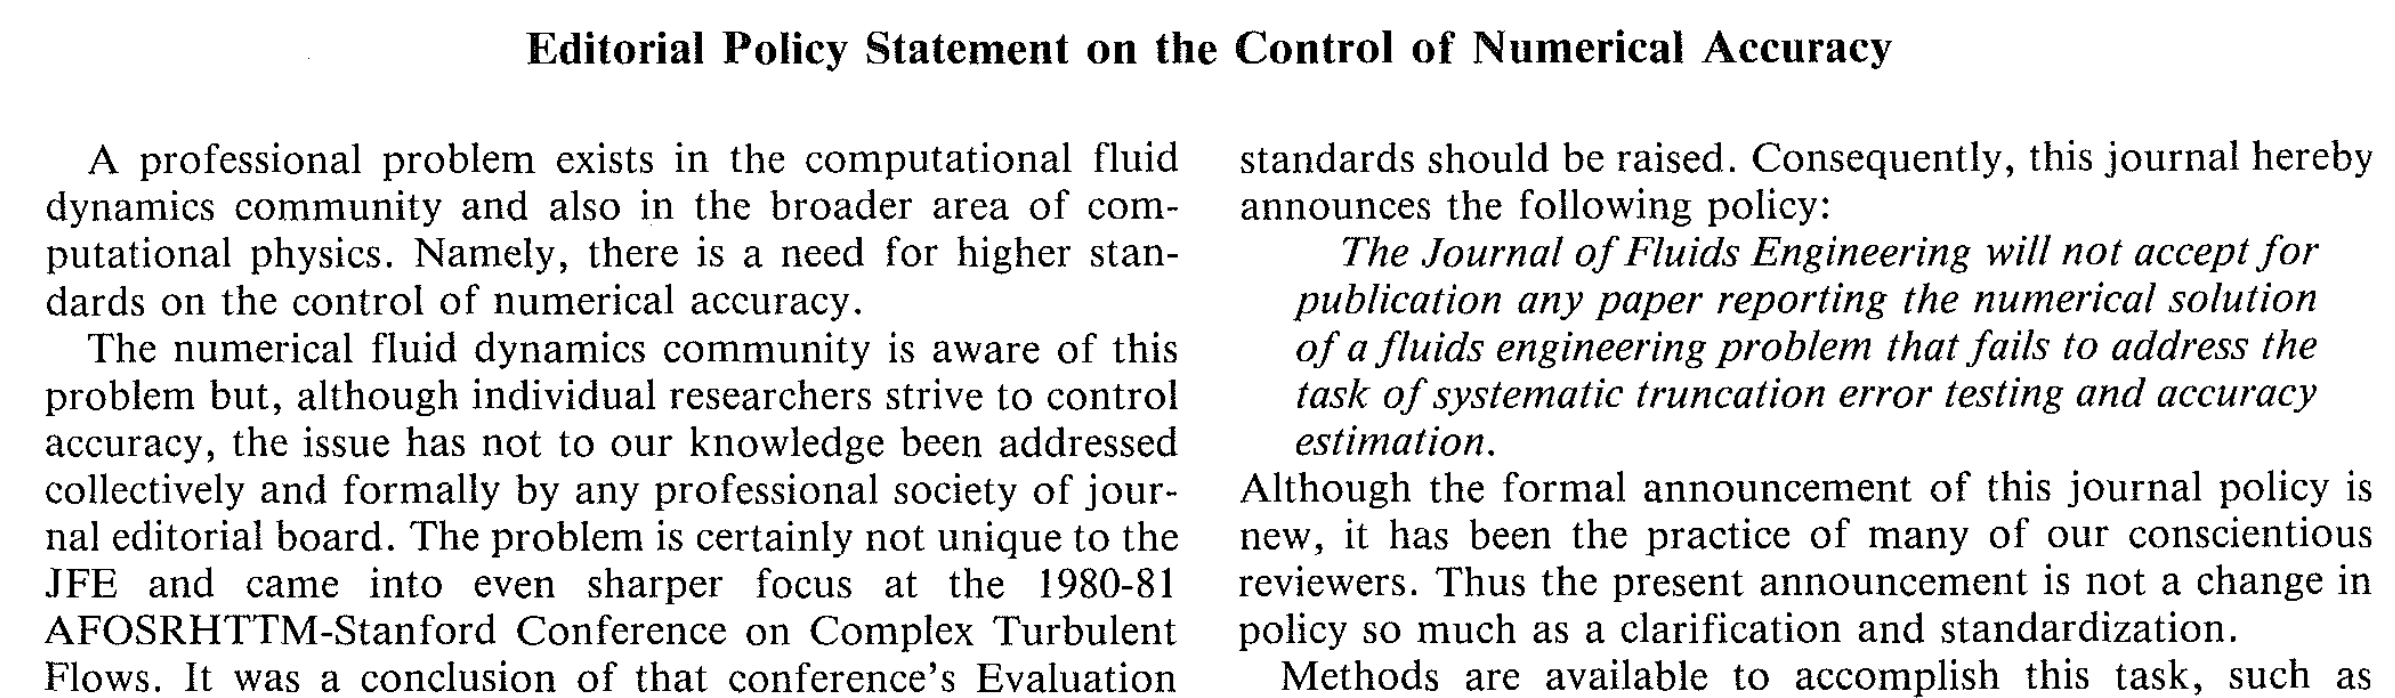 Editorial Policy Statement on the Control of Numerical Accuracy
A professional problem exists in the computational fluid
dynamics community and also in the broader area of com-
putational physics. Namely, there is a need for higher stan-
dards on the control of numerical accuracy.
The numerical fluid dynamics community is aware of this
problem but, although individual researchers strive to control
accuracy, the issue has not to our knowledge been addressed
collectively and formally by any professional society of jour-
nal editorial board. The problem is certainly not unique to the
JFE and came into even sharper focus at the 1980-81
AFOSRHTTM-Stanford Conference on Complex Turbulent
Flows. It was a conclusion of that conference's Evaluation
standards should be raised. Consequently, this journal hereby
announces the following policy:
The Journal of Fluids Engineering will not accept for
publication any paper reporting the numerical solution
of a fluids engineering problem that fails to address the
task of systematic truncation error testing and accuracy
estimation.
Although the formal announcement of this journal policy is
new, it has been the practice of many of our conscientious
reviewers. Thus the present announcement is not a change in
policy so much as a clarification and standardization.
Methods are available to accomplish this task, such as